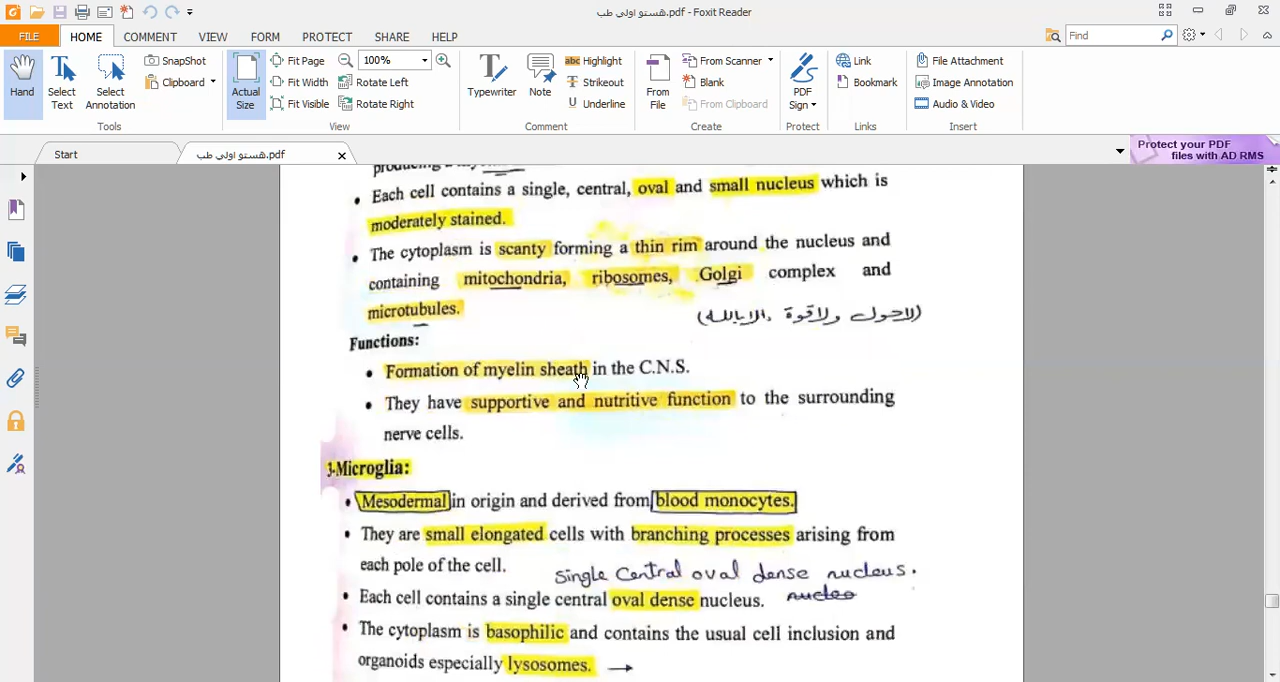 هستو اولي طب.pdf - Foxit Reader
FILE HOME COMMENT VIEW FORM PROTECT SHARE HELP
Find
Hand
Select Text
Select Annotation
SnapShot
Clipboard
Tools
Actual Size
Fit Page
Fit Width
Fit Visible
100%
Rotate Left
Rotate Right
View
Typewriter
Note
Highlight
Strikeout
Underline
Comment
From File
From Scanner
Blank
From Clipboard
Create
PDF Sign
Protect
Link
Bookmark
Links
File Attachment
Image Annotation
Audio & Video
Insert
Start
هستو اولي طب.pdf
Protect your PDF
files with AD RMS
producing a
• Each cell contains a single, central, oval and small nucleus which is
moderately stained.
• The cytoplasm is scanty forming a thin rim around the nucleus and
containing mitochondria, ribosomes, Golgi complex and
microtubules.
(لاحول ولاقوة الا بالله)
Functions:
• Formation of myelin sheath in the C.N.S.
• They have supportive and nutritive function to the surrounding
nerve cells.
3-Microglia:
• Mesodermal in origin and derived from blood monocytes.
• They are small elongated cells with branching processes arising from
each pole of the cell.
Single Central oval dense nucleus.
• Each cell contains a single central oval dense nucleus.
• The cytoplasm is basophilic and contains the usual cell inclusion and
organoids especially lysosomes. →